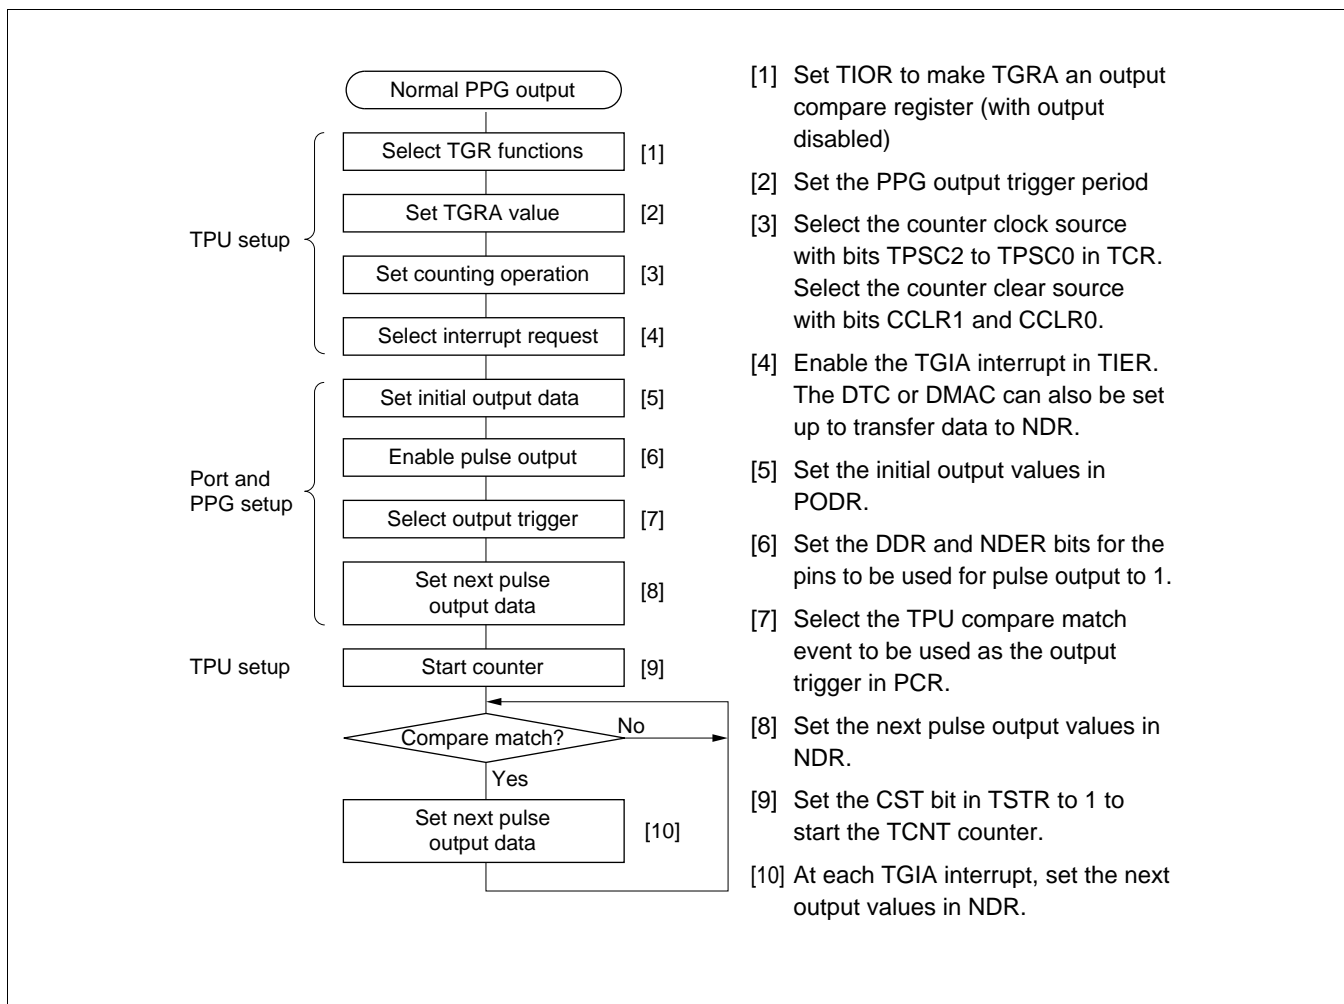 Normal PPG output
Select TGR functions [1]
Set TGRA value [2]
TPU setup
Set counting operation [3]
Select interrupt request [4]
Set initial output data [5]
Enable pulse output [6]
Port and
PPG setup
Select output trigger [7]
Set next pulse
output data
[8]
TPU setup
Start counter [9]
Compare match?
No
Yes
Set next pulse
output data
[10]
[1] Set TIOR to make TGRA an output
compare register (with output
disabled)
[2] Set the PPG output trigger period
[3] Select the counter clock source
with bits TPSC2 to TPSC0 in TCR.
Select the counter clear source
with bits CCLR1 and CCLR0.
[4] Enable the TGIA interrupt in TIER.
The DTC or DMAC can also be set
up to transfer data to NDR.
[5] Set the initial output values in
PODR.
[6] Set the DDR and NDER bits for the
pins to be used for pulse output to 1.
[7] Select the TPU compare match
event to be used as the output
trigger in PCR.
[8] Set the next pulse output values in
NDR.
[9] Set the CST bit in TSTR to 1 to
start the TCNT counter.
[10] At each TGIA interrupt, set the next
output values in NDR.